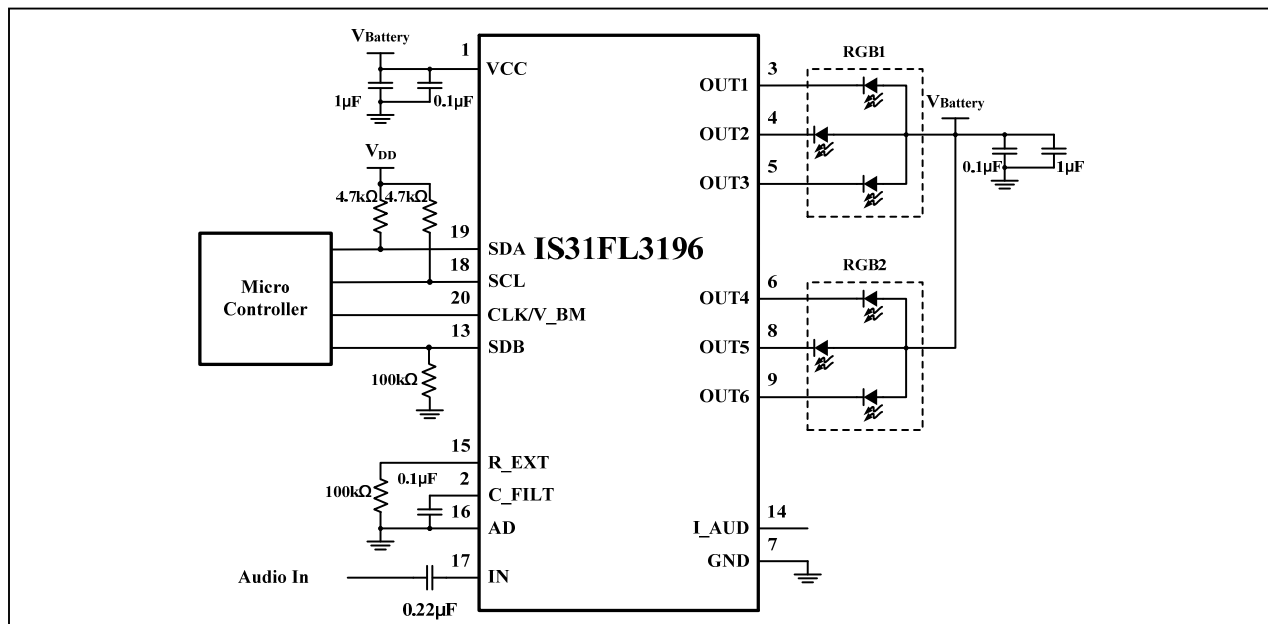 VBattery
1
VCC
1µF
0.1µF
VDD
4.7kΩ
4.7kΩ
Micro
Controller
19
SDA
18
SCL
20
CLK/V_BM
13
SDB
100kΩ
15
R_EXT
100kΩ
0.1µF
2
C_FILT
16
AD
17
Audio In
IN
0.22µF
IS31FL3196
RGB1
3
OUT1
4
OUT2
5
OUT3
VBattery
0.1µF
1µF
RGB2
6
OUT4
8
OUT5
9
OUT6
14
I_AUD
7
GND